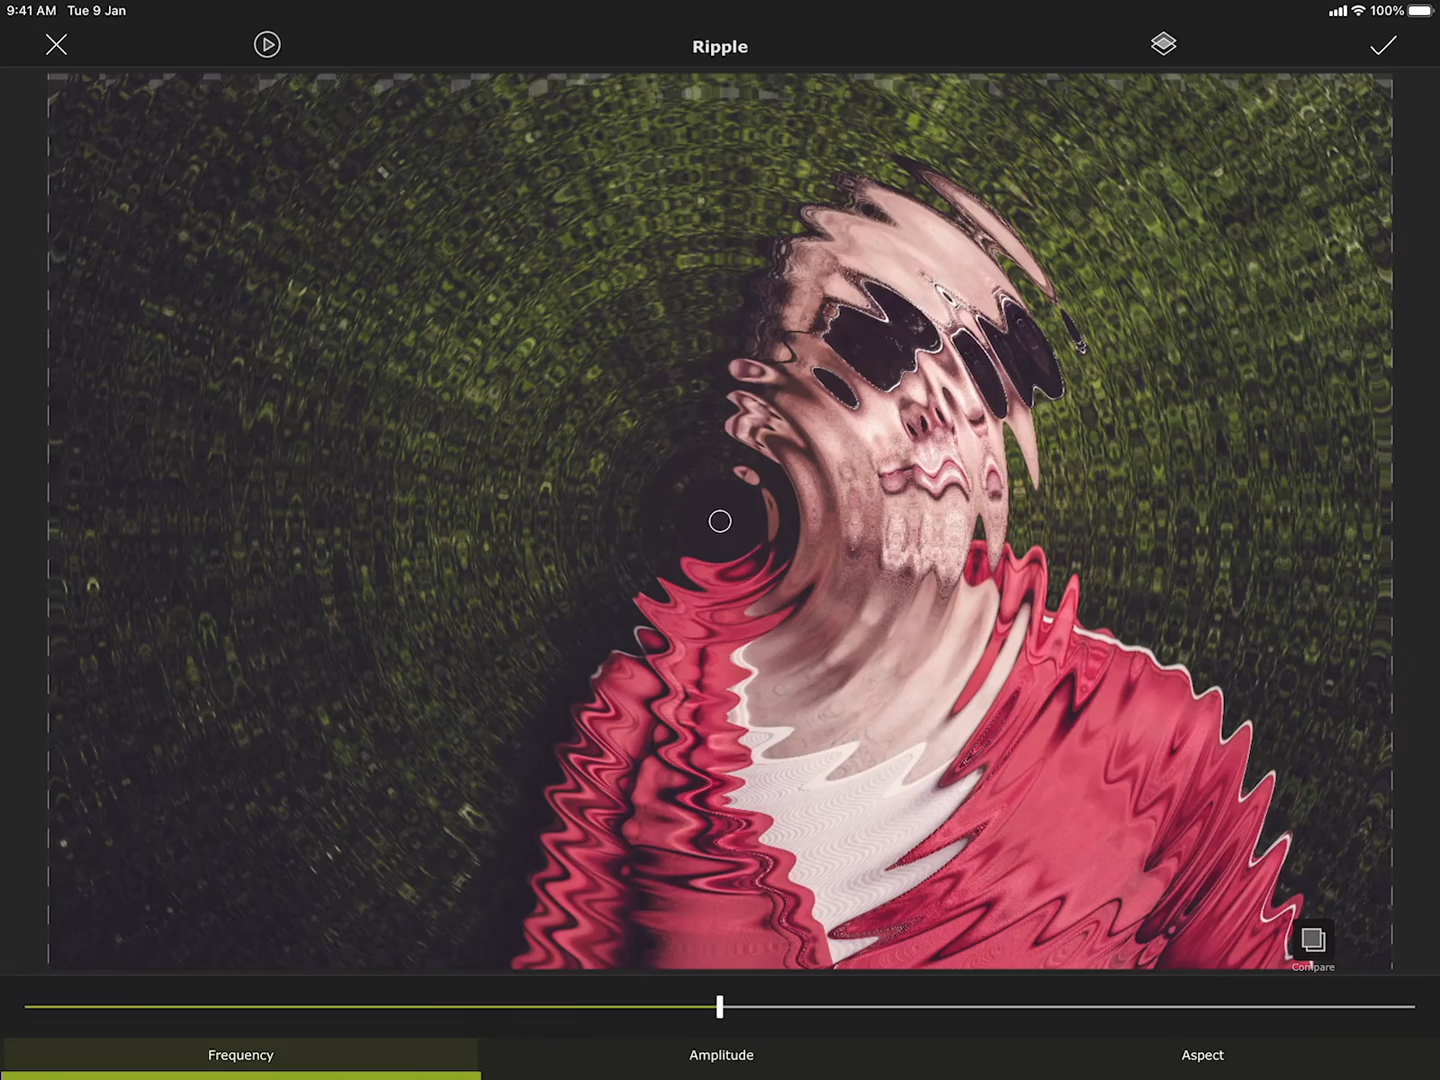 9:41 AM Tue 9 Jan
100%
Ripple
Compare
Frequency
Amplitude
Aspect